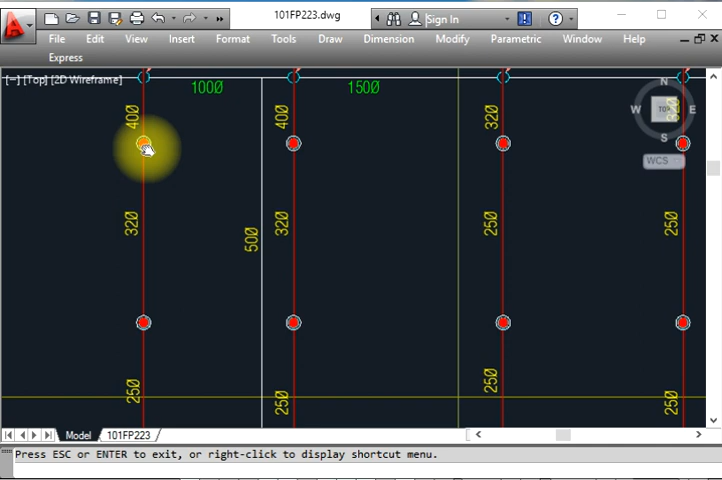 101FP223.dwg
Sign In
File Edit View Insert Format Tools Draw Dimension Modify Parametric Window Help
Express
[−] [Top] [2D Wireframe]
N
W TOP E
S
WCS
1000 1500
400 400 320 320
320 500 320 250 250
250 250 250 250
Model 101FP223
Press ESC or ENTER to exit, or right-click to display shortcut menu.